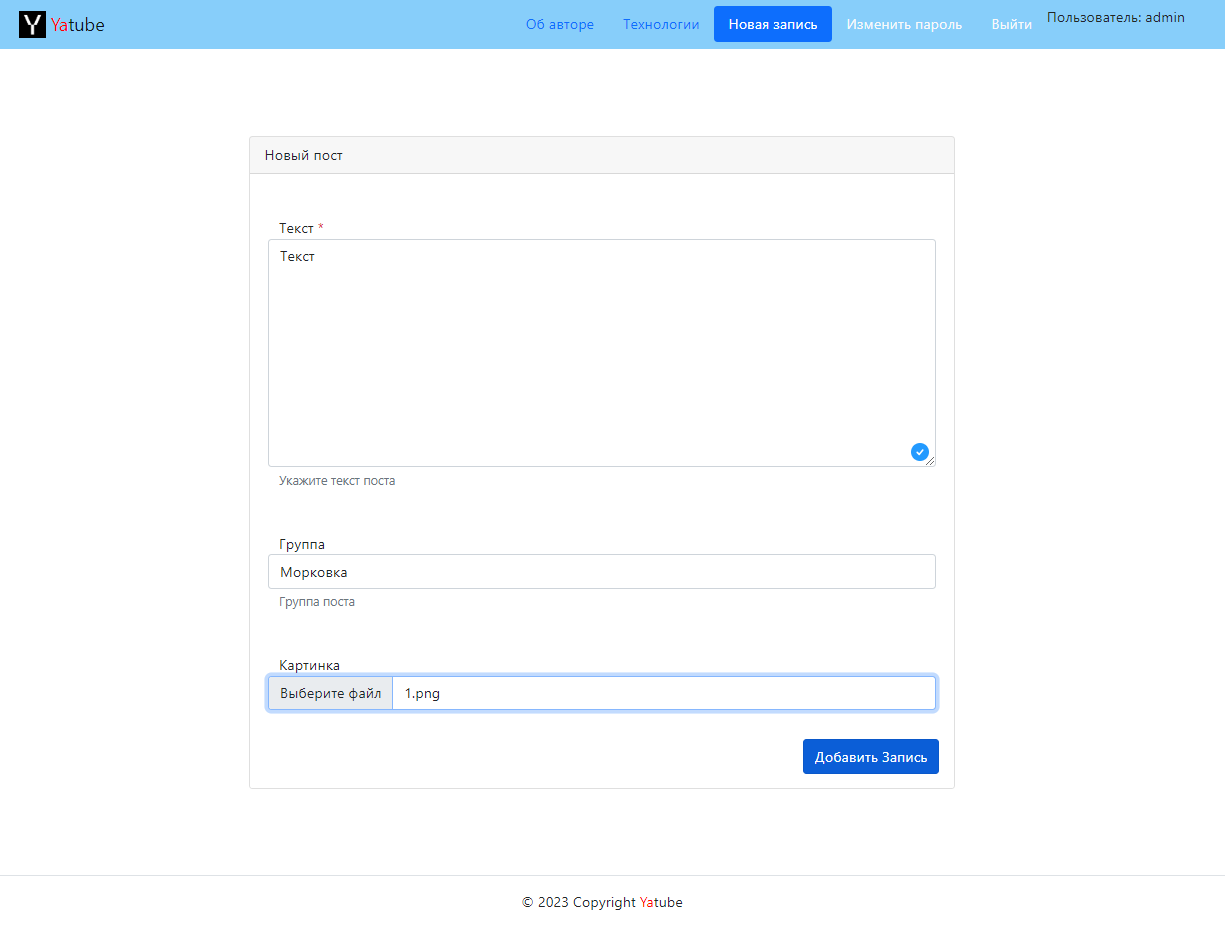 Y Yatube
Об авторе Технологии Новая запись Изменить пароль Выйти Пользователь: admin
Новый пост
Текст *
Текст
Укажите текст поста
Группа
Морковка
Группа поста
Картинка
Выберите файл 1.png
Добавить Запись
© 2023 Copyright Yatube